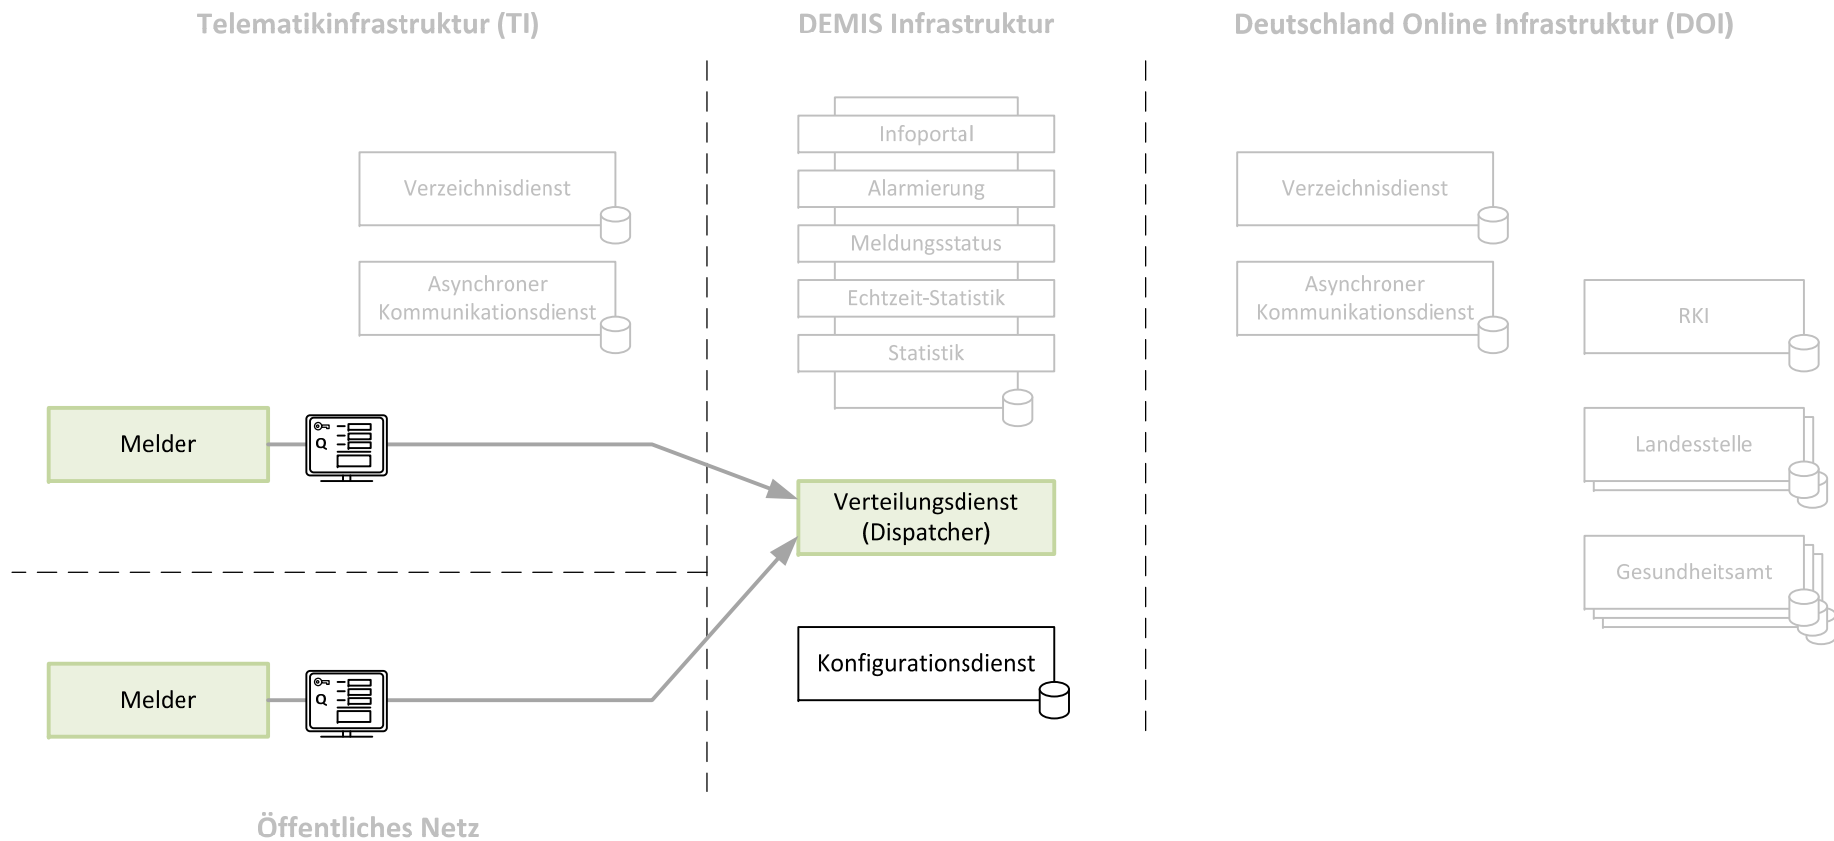 Telematikinfrastruktur (TI)
DEMIS Infrastruktur
Deutschland Online Infrastruktur (DOI)
Verzeichnisdienst
Asynchroner
Kommunikationsdienst
Infoportal
Alarmierung
Meldungsstatus
Echtzeit-Statistik
Statistik
Verzeichnisdienst
Asynchroner
Kommunikationsdienst
RKI
Landesstelle
Gesundheitsamt
Melder
Verteilungsdienst
(Dispatcher)
Melder
Konfigurationsdienst
Öffentliches Netz